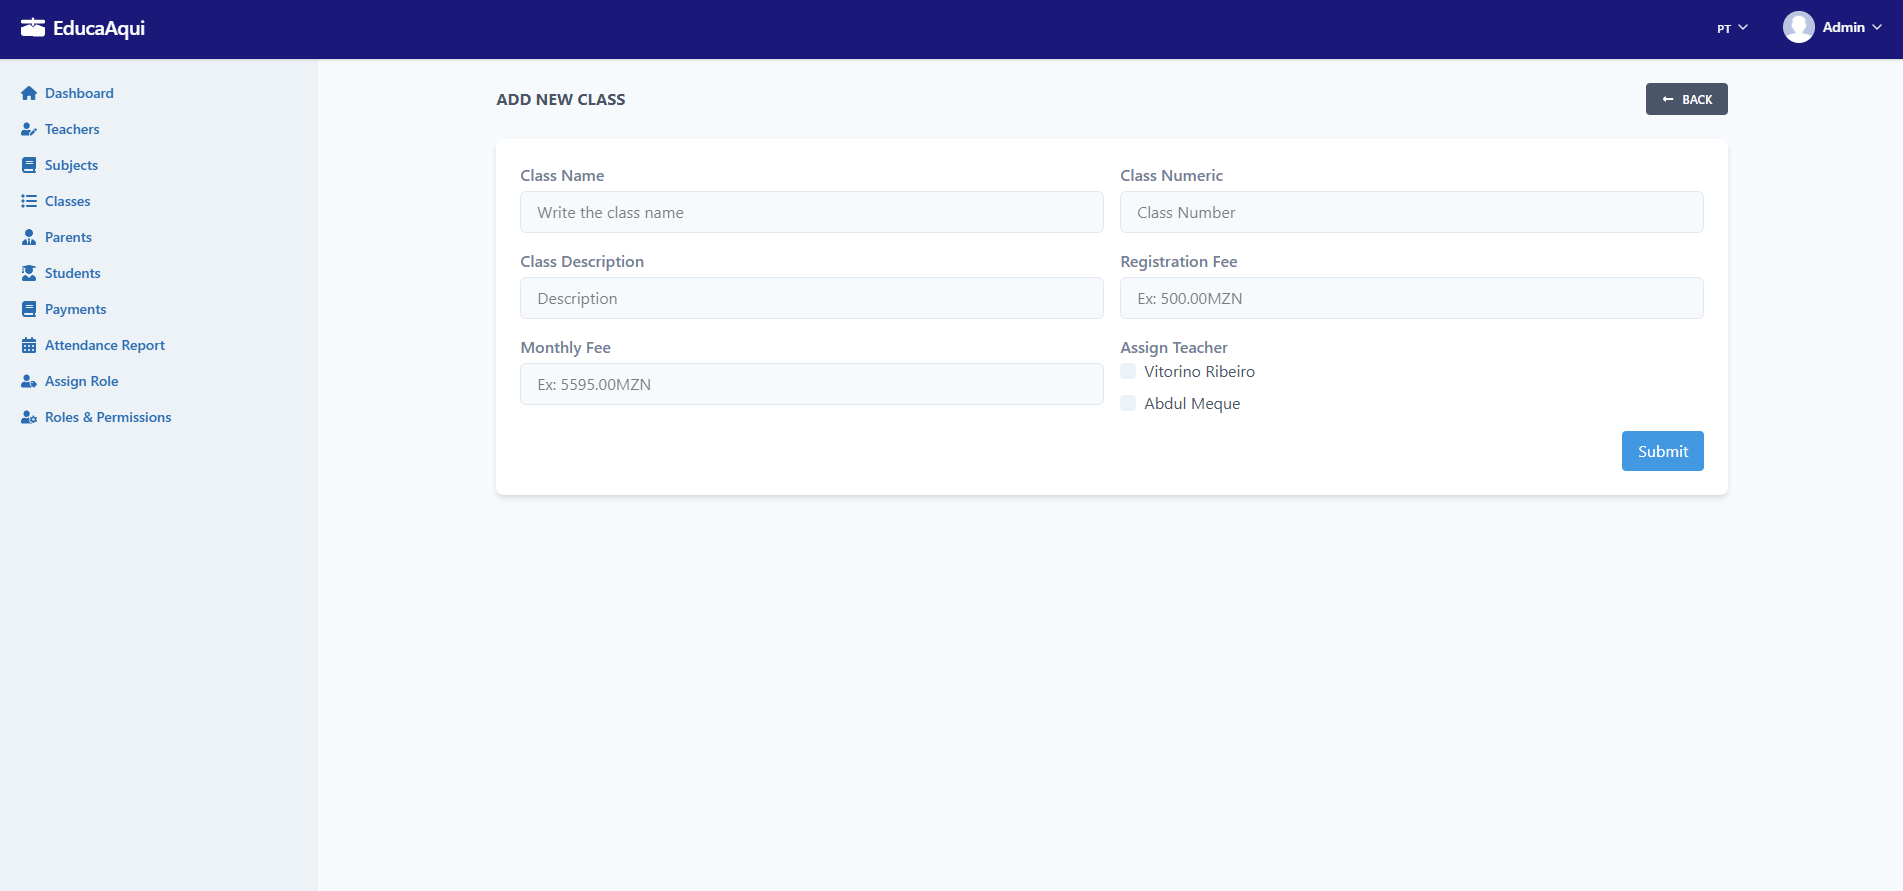 EducaAqui
PT
Admin
Dashboard
Teachers
Subjects
Classes
Parents
Students
Payments
Attendance Report
Assign Role
Roles & Permissions
ADD NEW CLASS
BACK
Class Name
Write the class name
Class Numeric
Class Number
Class Description
Description
Registration Fee
Ex: 500.00MZN
Monthly Fee
Ex: 5595.00MZN
Assign Teacher
Vitorino Ribeiro
Abdul Meque
Submit